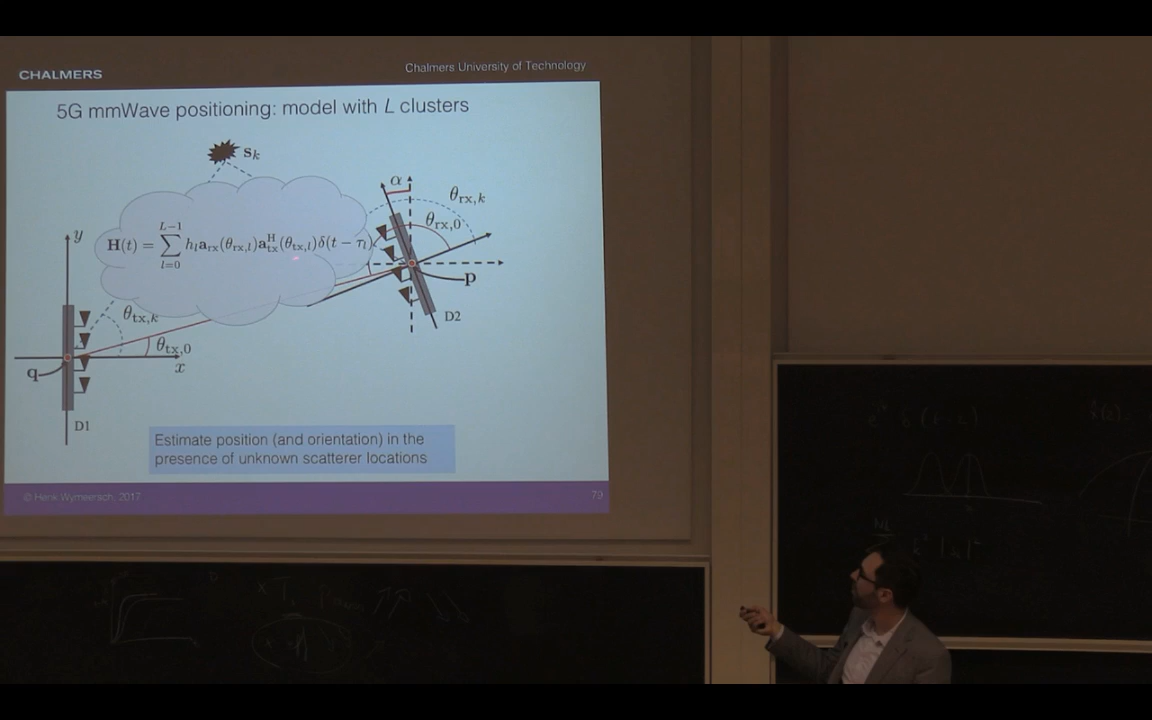 CHALMERS
Chalmers University of Technology
5G mmWave positioning: model with L clusters
s_k
α
θ_rx,k
θ_rx,0
y
H(t) = ∑_{l=0}^{L−1} h_l a_rx(θ_rx,l) a_tx^H(θ_tx,l) δ(t − τ_l)
p
θ_tx,k
D2
θ_tx,0
x
q
D1
Estimate position (and orientation) in the
presence of unknown scatterer locations
© Henk Wymeersch, 2017
79